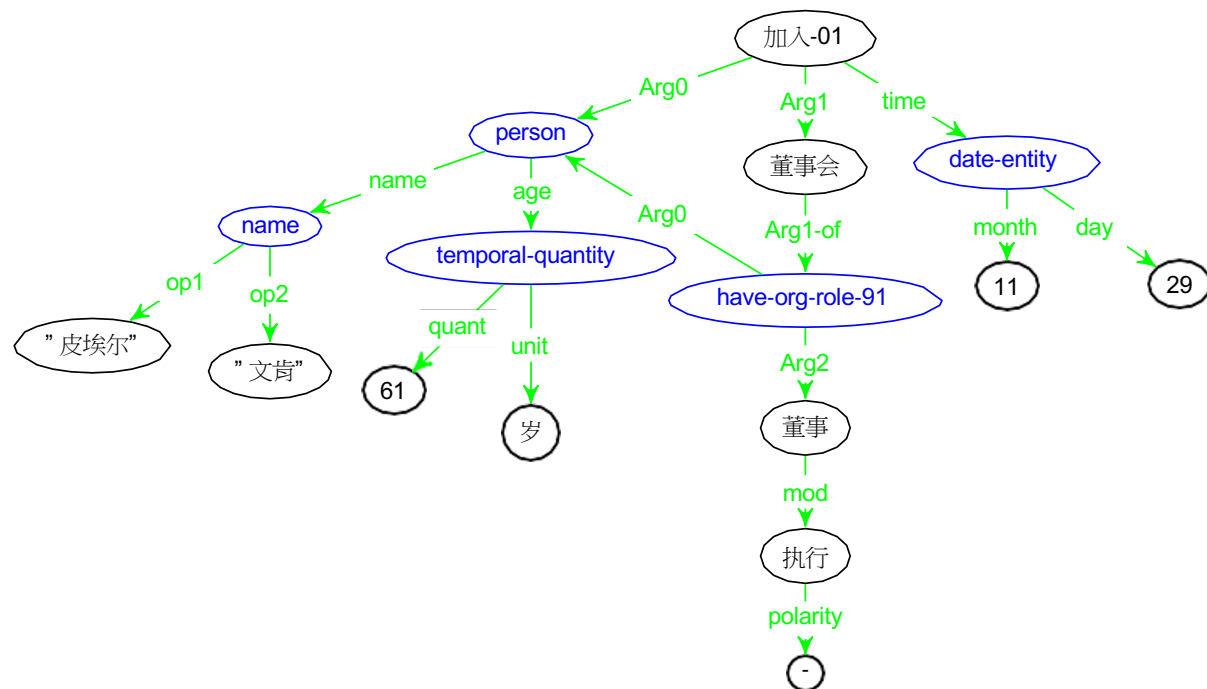 加入-01
Arg0
Arg1
time
person
董事会
date-entity
name
age
Arg0
Arg1-of
month
day
name
temporal-quantity
have-org-role-91
11
29
op1
op2
quant
unit
Arg2
”皮埃尔”
”文肯”
61
岁
董事
mod
执行
polarity
-